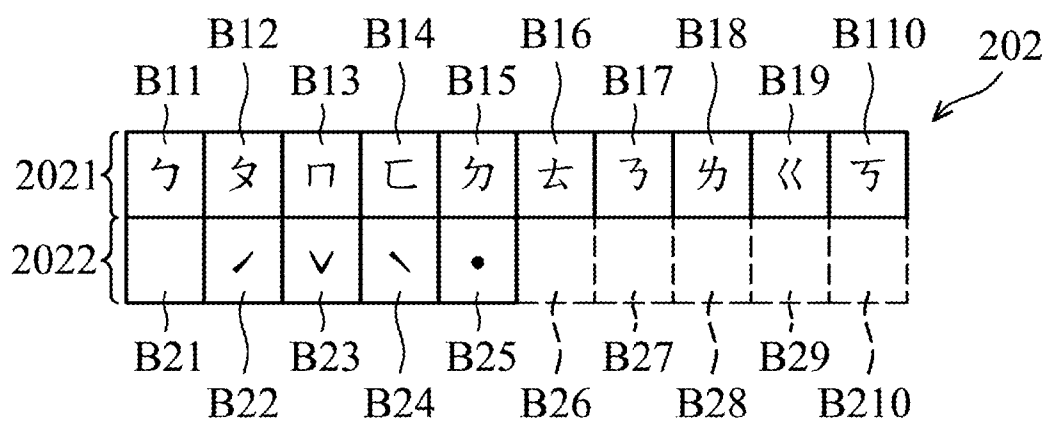 B12 B14 B16 B18 B110 202
B11 B13 B15 B17 B19
2021 ㄅ ㄆ ㄇ ㄈ ㄉ ㄊ ㄋ ㄌ ㄍ ㄎ
2022 ˊ ˇ ˋ ˙
B21 B23 B25 B27 B29
B22 B24 B26 B28 B210